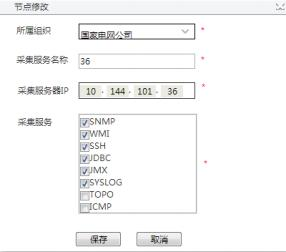 节点修改
所属组织 国家电网公司 *
采集服务名称 36 *
采集服务器IP 10 . 144 . 101 . 36 *
采集服务
SNMP
WMI
SSH
JDBC
JMX
SYSLOG *
TOPO
ICMP
保存 取消